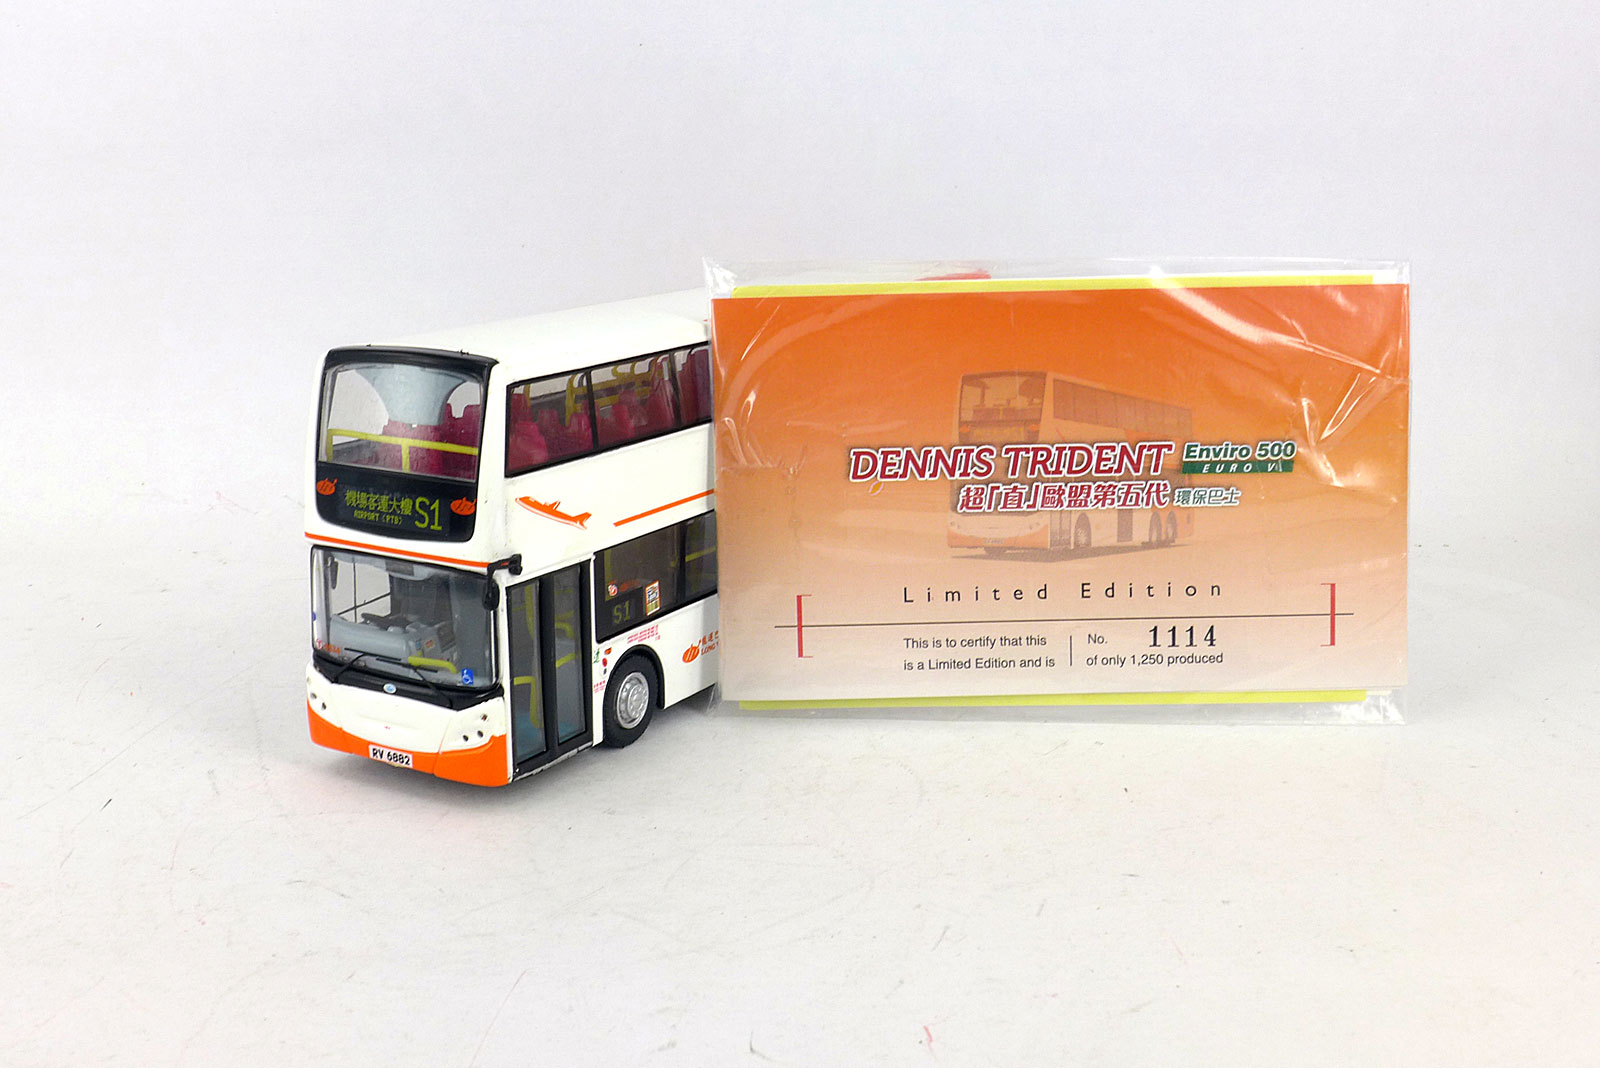 機場客運大樓 S1
AIRPORT (PTB)
S1
LONG
RV 6882
DENNIS TRIDENT Enviro 500
EURO V
超「直」歐盟第五代 環保巴士
Limited Edition
This is to certify that this
is a Limited Edition and is
No. 1114
of only 1,250 produced